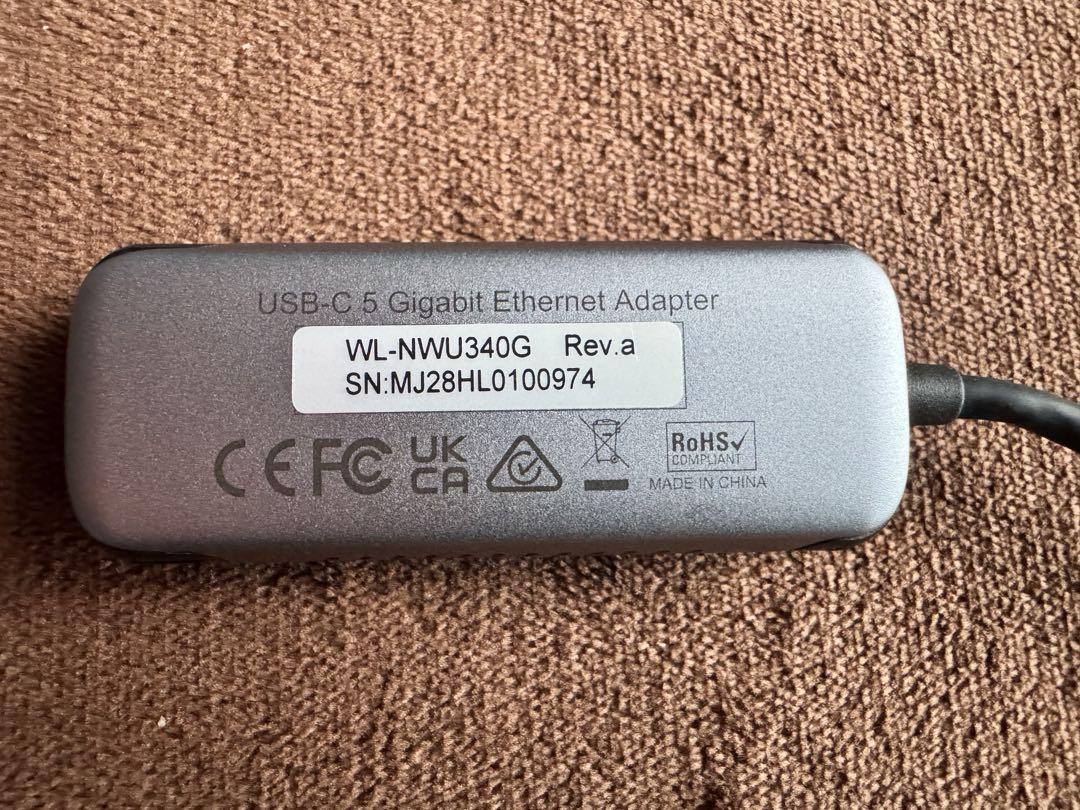 USB-C 5 Gigabit Ethernet Adapter
WL-NWU340G Rev.a
SN:MJ28HL0100974
CE FC UK CA RoHS✓ COMPLIANT
MADE IN CHINA